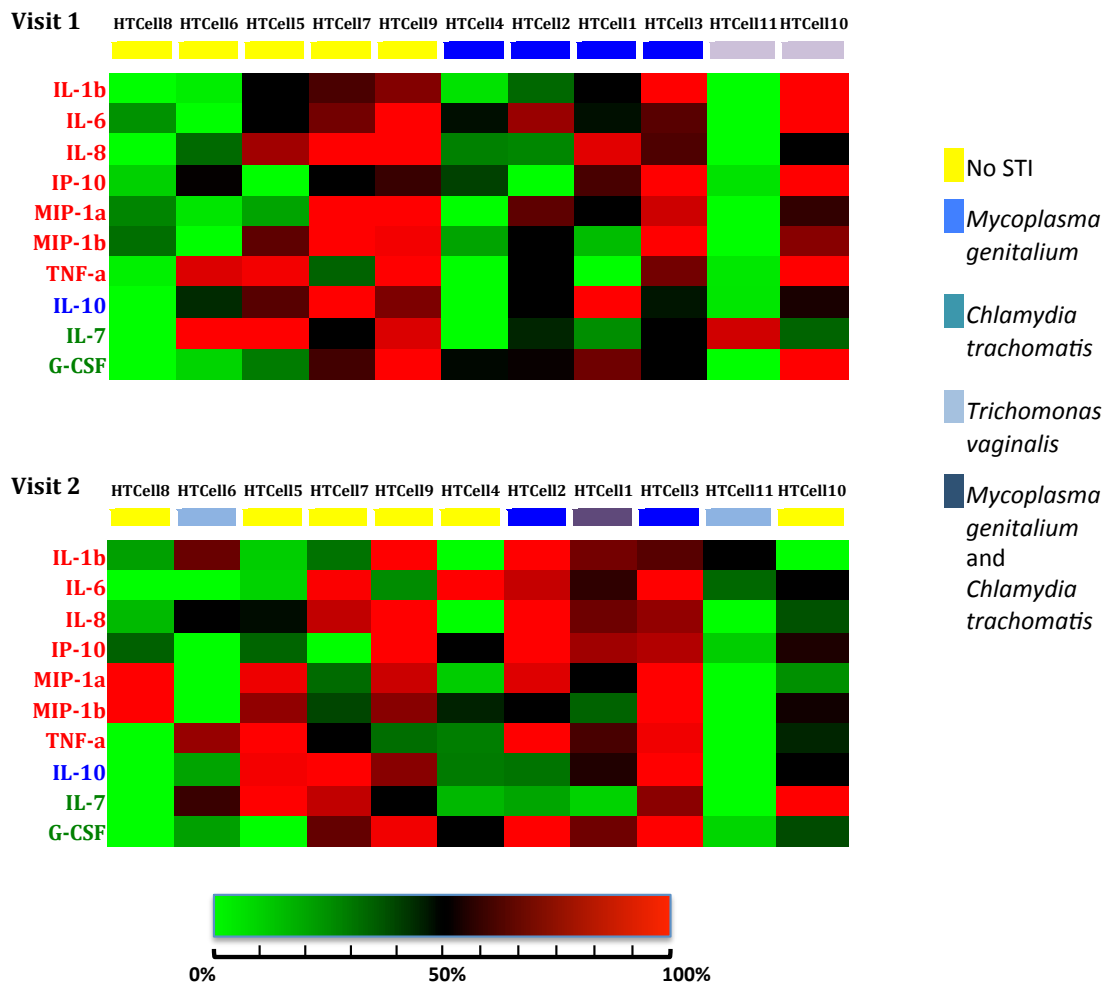 Visit 1
HTCell8 HTCell6 HTCell5 HTCell7 HTCell9 HTCell4 HTCell2 HTCell1 HTCell3 HTCell11 HTCell10
IL-1b
IL-6
IL-8
IP-10
MIP-1a
MIP-1b
TNF-a
IL-10
IL-7
G-CSF
No STI
Mycoplasma
genitalium
Chlamydia
trachomatis
Trichomonas
vaginalis
Mycoplasma
genitalium
and
Chlamydia
trachomatis
Visit 2
HTCell8 HTCell6 HTCell5 HTCell7 HTCell9 HTCell4 HTCell2 HTCell1 HTCell3 HTCell11 HTCell10
IL-1b
IL-6
IL-8
IP-10
MIP-1a
MIP-1b
TNF-a
IL-10
IL-7
G-CSF
0% 50% 100%